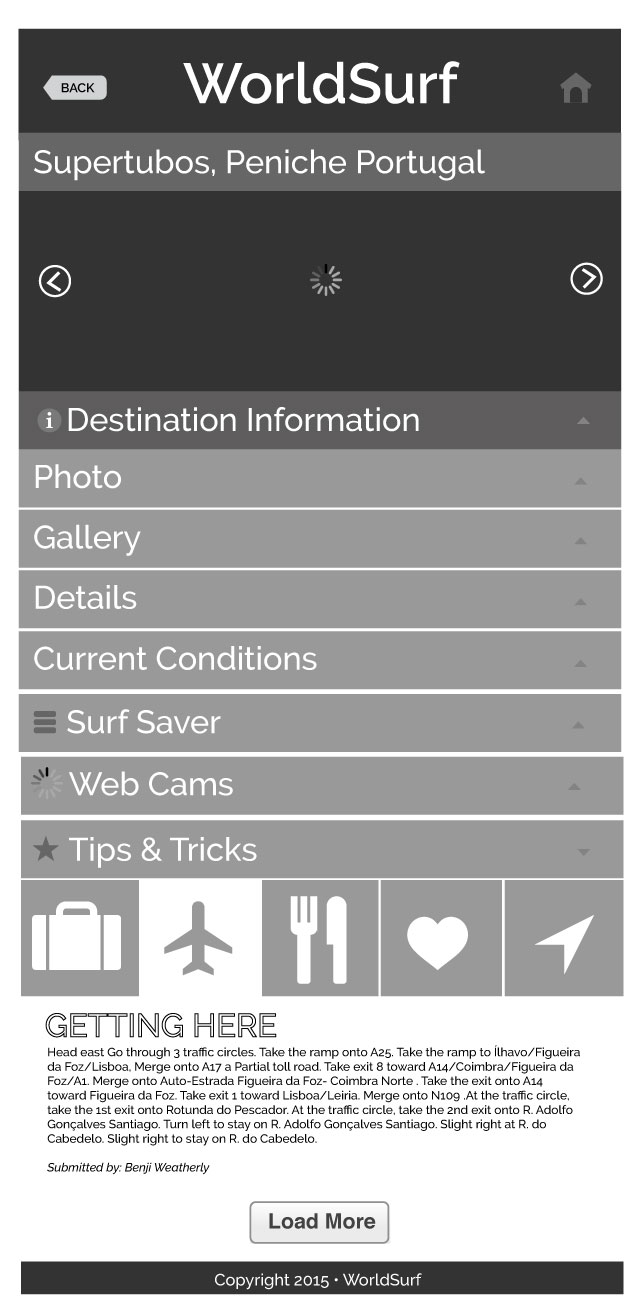 BACK
WorldSurf
Supertubos, Peniche Portugal
Destination Information
Photo
Gallery
Details
Current Conditions
Surf Saver
Web Cams
Tips & Tricks
GETTING HERE
Head east Go through 3 traffic circles. Take the ramp onto A25. Take the ramp to Ílhavo/Figueira
da Foz/Lisboa, Merge onto A17 a Partial toll road. Take exit 8 toward A14/Coimbra/Figueira da
Foz/A1. Merge onto Auto-Estrada Figueira da Foz- Coimbra Norte . Take the exit onto A14
toward Figueira da Foz. Take exit 1 toward Lisboa/Leiria. Merge onto N109 .At the traffic circle,
take the 1st exit onto Rotunda do Pescador. At the traffic circle, take the 2nd exit onto R. Adolfo
Gonçalves Santiago. Turn left to stay on R. Adolfo Gonçalves Santiago. Slight right at R. do
Cabedelo. Slight right to stay on R. do Cabedelo.
Submitted by: Benji Weatherly
Load More
Copyright 2015 • WorldSurf